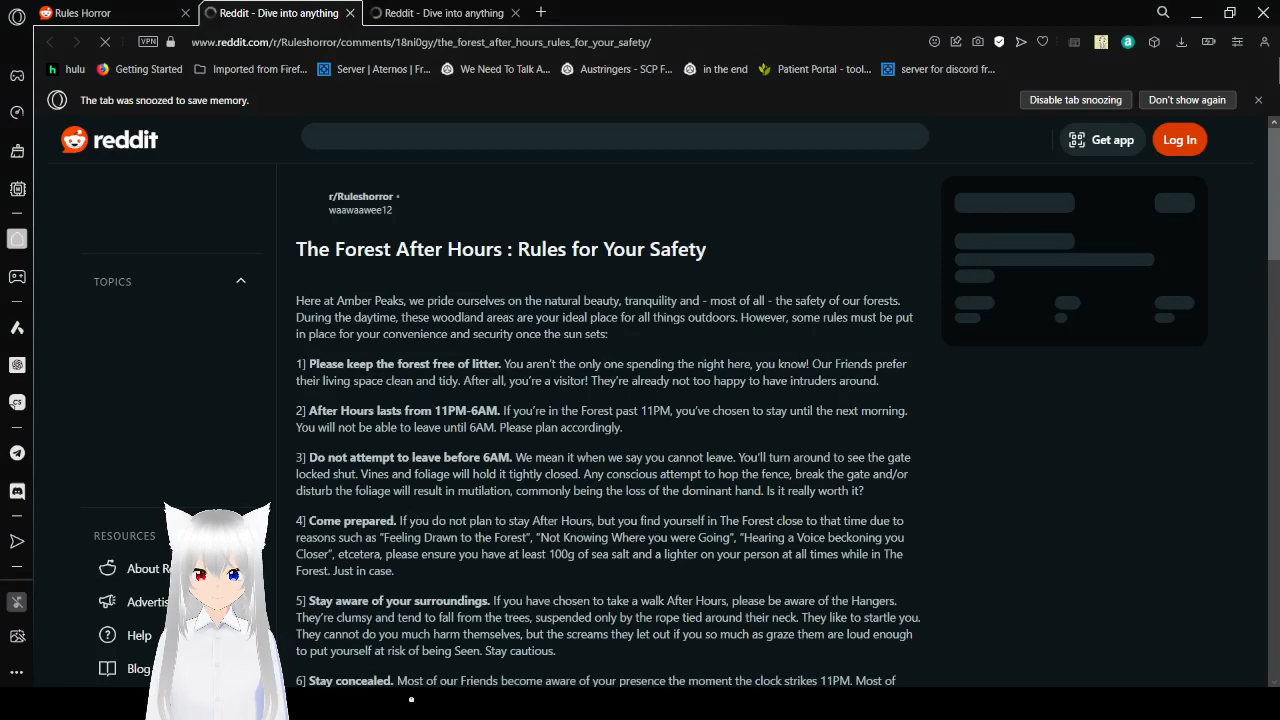 Rules Horror
Reddit - Dive into anything
Reddit - Dive into anything
VPN
www.reddit.com/r/Ruleshorror/comments/18ni0gy/the_forest_after_hours_rules_for_your_safety/
hulu
Getting Started
Imported from Firef...
Server | Aternos | Fr...
We Need To Talk A...
Austringers - SCP F...
in the end
Patient Portal - tool...
server for discord fr...
The tab was snoozed to save memory.
Disable tab snoozing
Don't show again
reddit
Get app
Log In
r/Ruleshorror •
waawaawee12
The Forest After Hours : Rules for Your Safety
TOPICS
Here at Amber Peaks, we pride ourselves on the natural beauty, tranquility and - most of all - the safety of our forests.
During the daytime, these woodland areas are your ideal place for all things outdoors. However, some rules must be put
in place for your convenience and security once the sun sets:
1] Please keep the forest free of litter. You aren't the only one spending the night here, you know! Our Friends prefer
their living space clean and tidy. After all, you're a visitor! They're already not too happy to have intruders around.
2] After Hours lasts from 11PM-6AM. If you're in the Forest past 11PM, you've chosen to stay until the next morning.
You will not be able to leave until 6AM. Please plan accordingly.
3] Do not attempt to leave before 6AM. We mean it when we say you cannot leave. You'll turn around to see the gate
locked shut. Vines and foliage will hold it tightly closed. Any conscious attempt to hop the fence, break the gate and/or
disturb the foliage will result in mutilation, commonly being the loss of the dominant hand. Is it really worth it?
4] Come prepared. If you do not plan to stay After Hours, but you find yourself in The Forest close to that time due to
reasons such as "Feeling Drawn to the Forest", "Not Knowing Where you were Going", "Hearing a Voice beckoning you
Closer", etcetera, please ensure you have at least 100g of sea salt and a lighter on your person at all times while in The
Forest. Just in case.
5] Stay aware of your surroundings. If you have chosen to take a walk After Hours, please be aware of the Hangers.
They're clumsy and tend to fall from the trees, suspended only by the rope tied around their neck. They like to startle you.
They cannot do you much harm themselves, but the screams they let out if you so much as graze them are loud enough
to put yourself at risk of being Seen. Stay cautious.
6] Stay concealed. Most of our Friends become aware of your presence the moment the clock strikes 11PM. Most of
RESOURCES
About Re
Advertis
Help
Blog